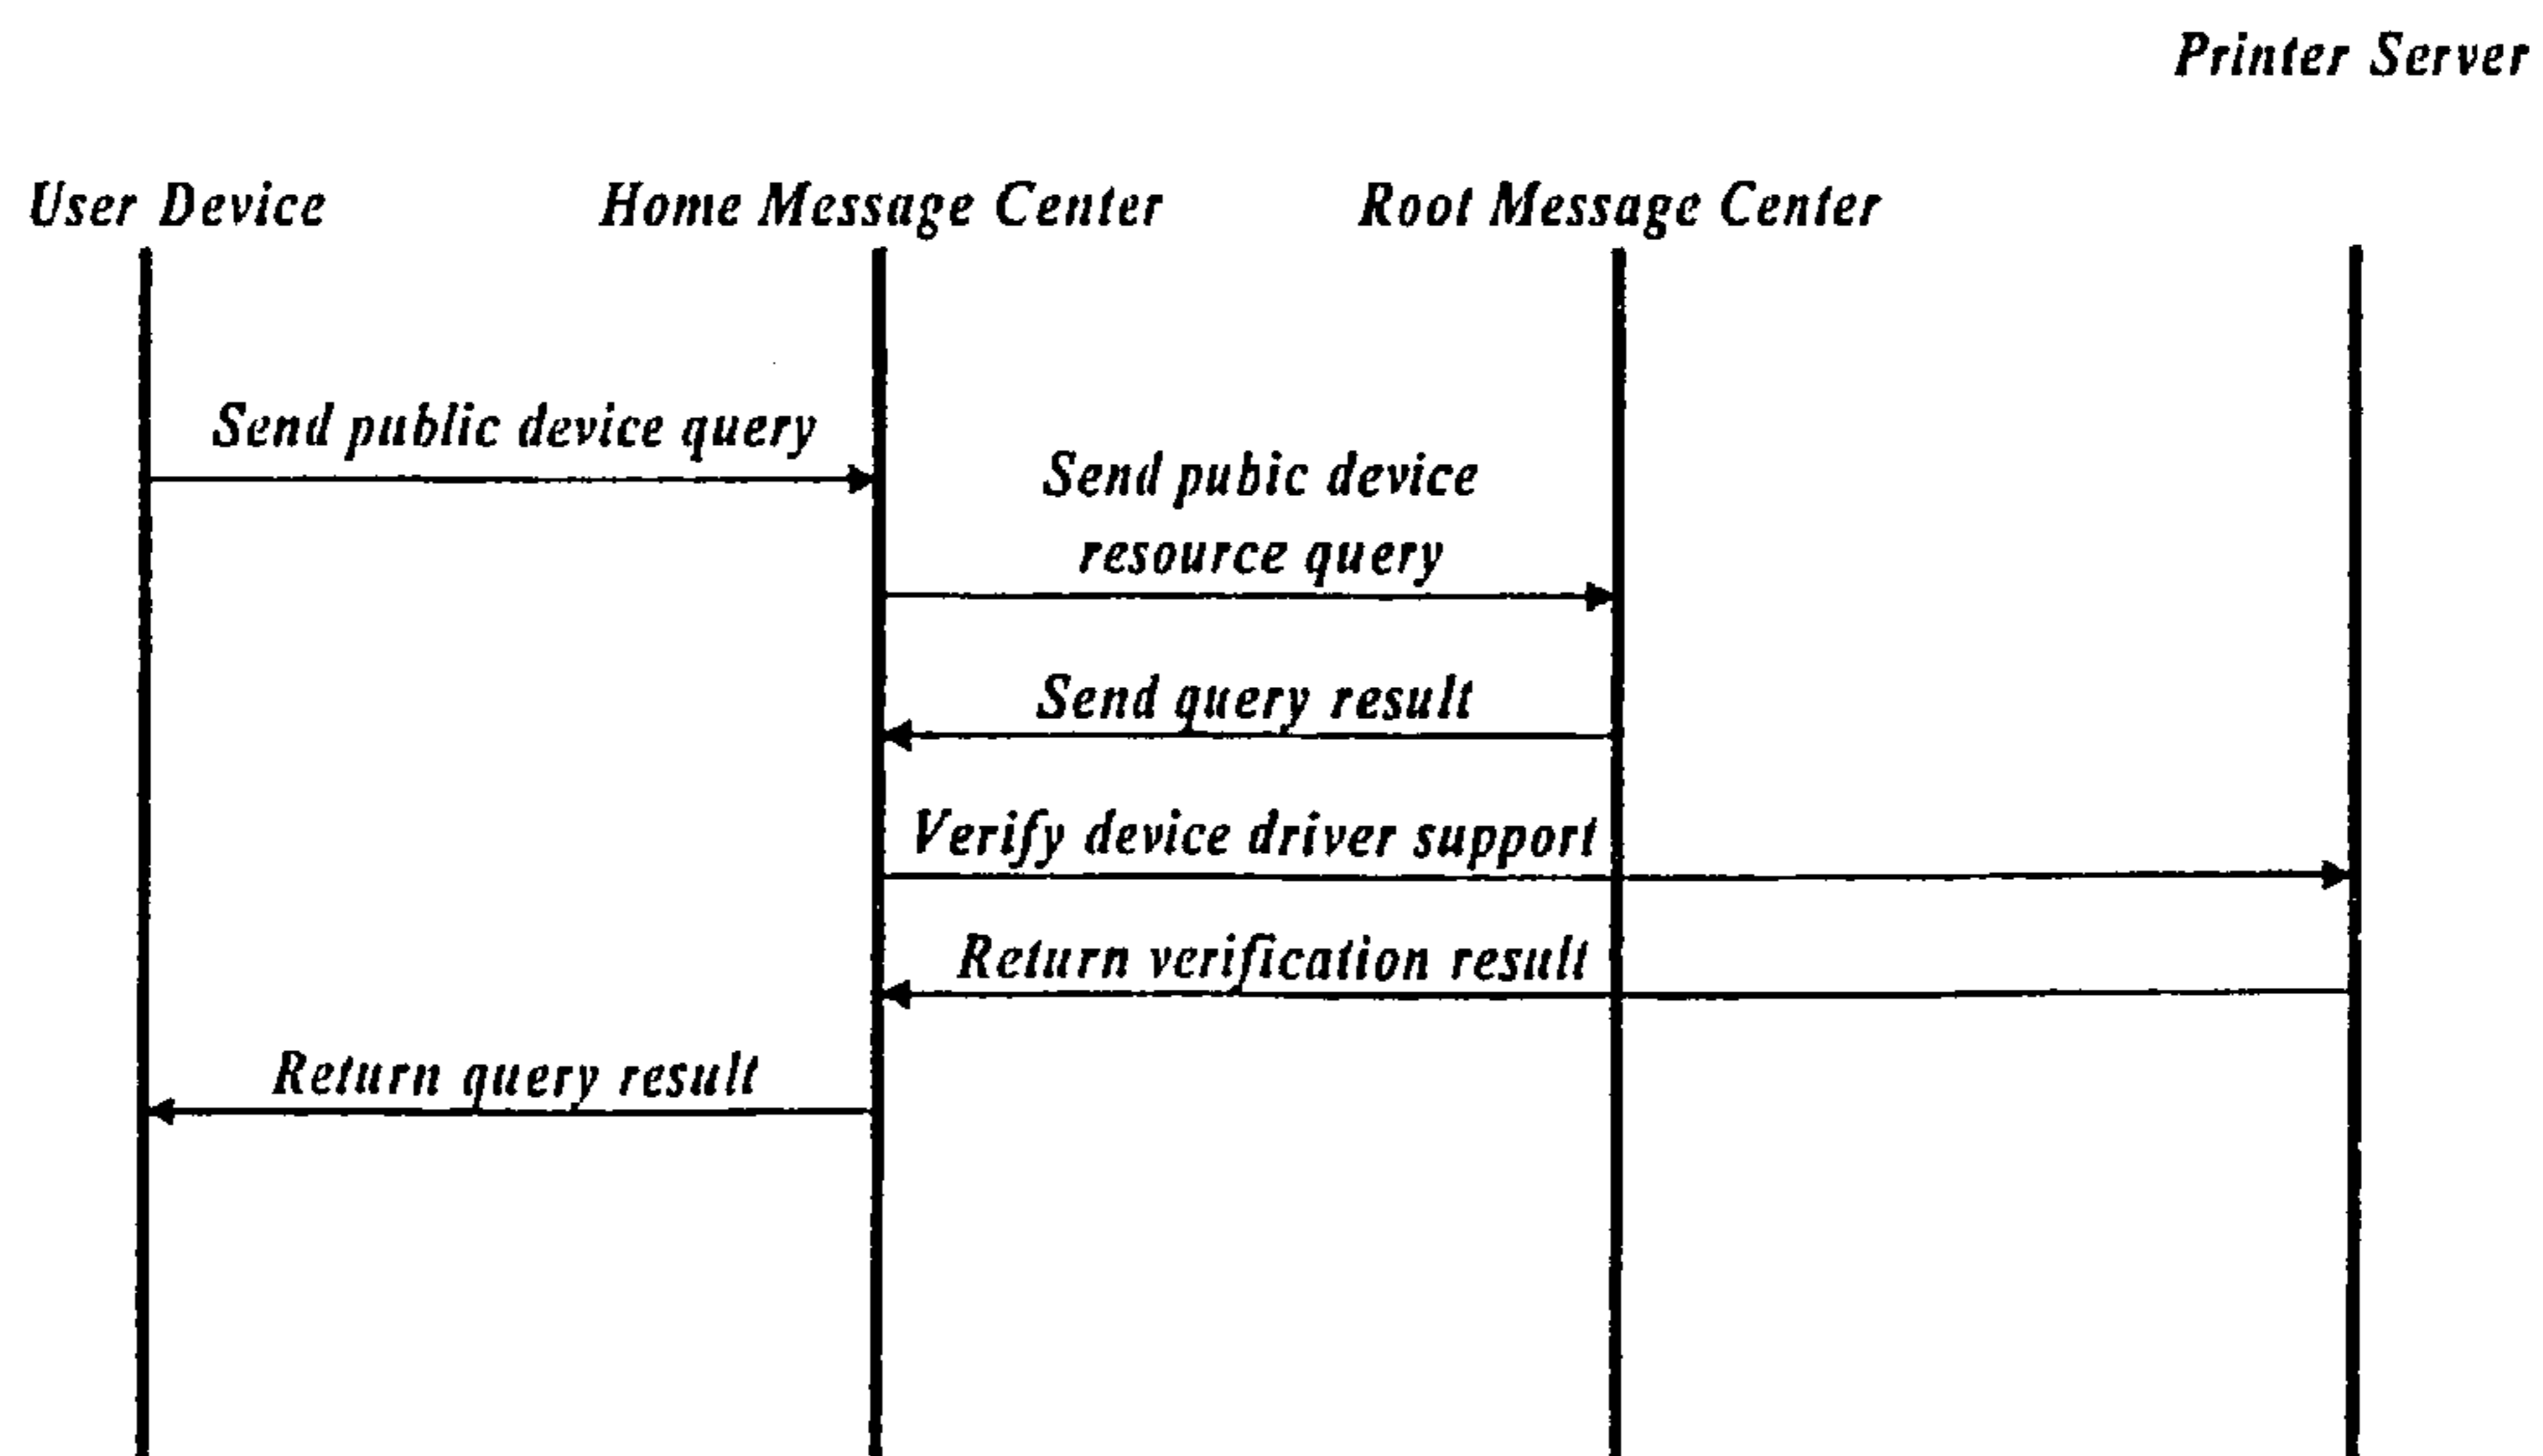 Printer Server
User Device
Home Message Center
Root Message Center
Send public device query
Send pubic device
resource query
Send query result
Verify device driver support
Return verification result
Return query result